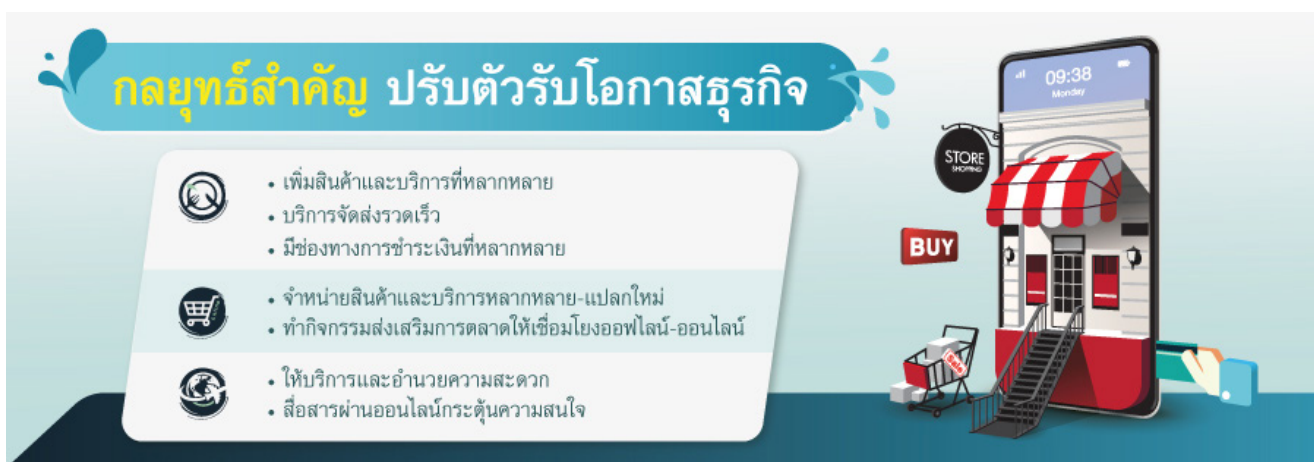 กลยุทธ์สำคัญ ปรับตัวรับโอกาสธุรกิจ
• เพิ่มสินค้าและบริการที่หลากหลาย
• บริการจัดส่งรวดเร็ว
• มีช่องทางการชำระเงินที่หลากหลาย
• จำหน่ายสินค้าและบริการหลากหลาย-แปลกใหม่
• ทำกิจกรรมส่งเสริมการตลาดให้เชื่อมโยงออฟไลน์-ออนไลน์
• ให้บริการและอำนวยความสะดวก
• สื่อสารผ่านออนไลน์กระตุ้นความสนใจ
09:38
Monday
STORE
SHOPPING
BUY
Sale